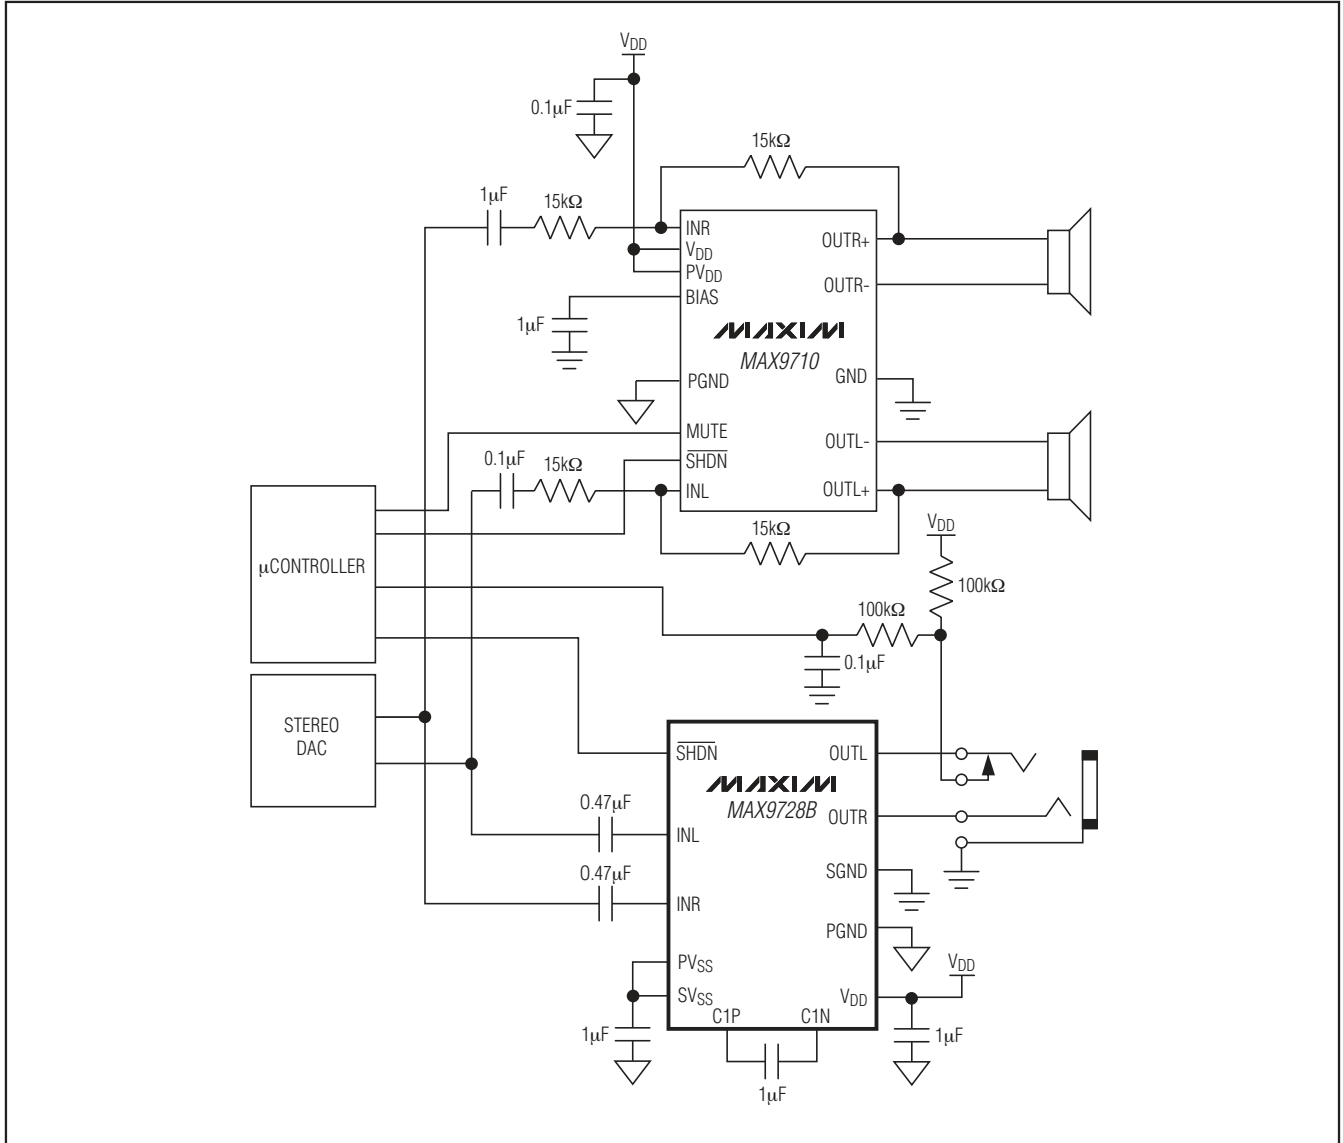 VDD
0.1µF
15kΩ
1µF
15kΩ
INR
VDD
PVDD
BIAS
OUTR+
OUTR-
1µF
MAXIM
MAX9710
PGND
GND
MUTE
SHDN
INL
OUTL-
OUTL+
0.1µF
15kΩ
15kΩ
VDD
100kΩ
100kΩ
0.1µF
µCONTROLLER
STEREO
DAC
SHDN
OUTL
MAXIM
MAX9728B
OUTR
0.47µF
INL
SGND
0.47µF
INR
PGND
PVSS
SVSS
VDD
VDD
C1P
C1N
1µF
1µF
1µF